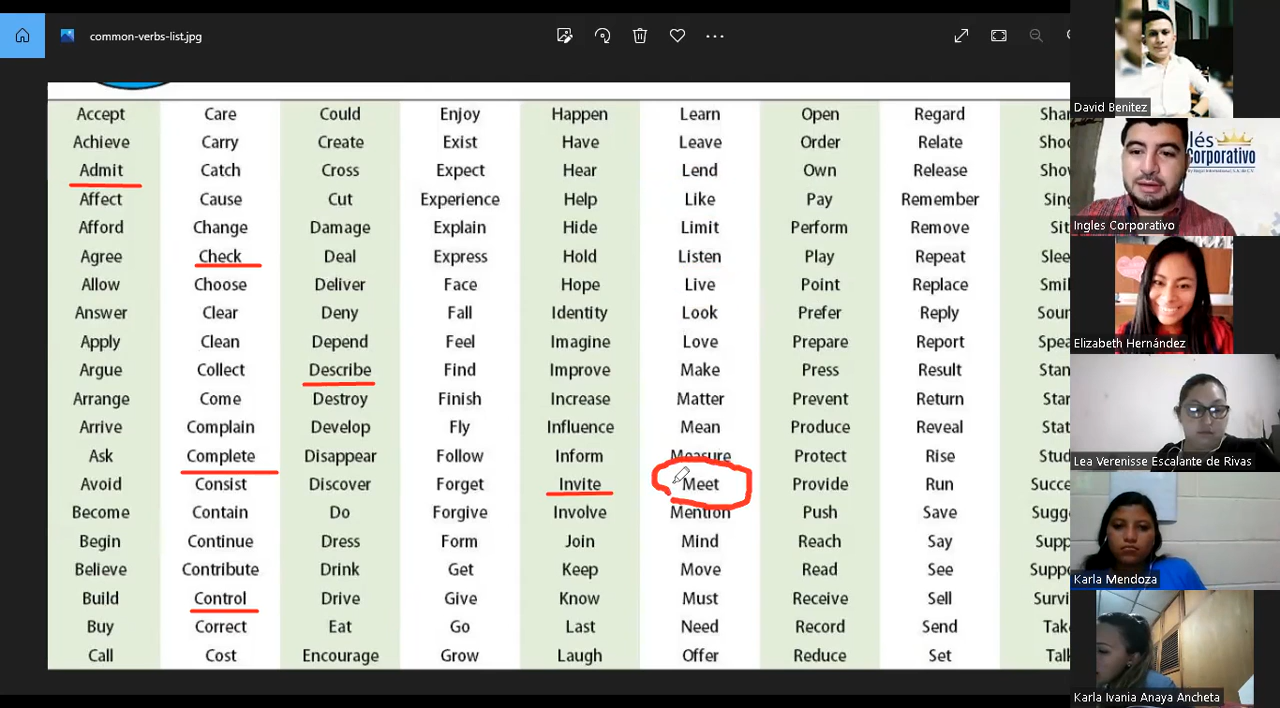 common-verbs-list.jpg
Accept Care Could Enjoy Happen Learn Open Regard
Achieve Carry Create Exist Have Leave Order Relate
Admit Catch Cross Expect Hear Lend Own Release
Affect Cause Cut Experience Help Like Pay Remember
Afford Change Damage Explain Hide Limit Perform Remove Sit
Agree Check Deal Express Hold Listen Play Repeat
Allow Choose Deliver Face Hope Live Point Replace
Answer Clear Deny Fall Identity Look Prefer Reply
Apply Clean Depend Feel Imagine Love Prepare Report
Argue Collect Describe Find Improve Make Press Result
Arrange Come Destroy Finish Increase Matter Prevent Return
Arrive Complain Develop Fly Influence Mean Produce Reveal
Ask Complete Disappear Follow Inform Measure Protect Rise
Avoid Consist Discover Forget Invite Meet Provide Run
Become Contain Do Forgive Involve Mention Push Save
Begin Continue Dress Form Join Mind Reach Say
Believe Contribute Drink Get Keep Move Read See
Build Control Drive Give Know Must Receive Sell
Buy Correct Eat Go Last Need Record Send
Call Cost Encourage Grow Laugh Offer Reduce Set
David Benitez
lés
Corporativo
Ingles Corporativo
Elizabeth Hernández
Lea Verenisse Escalante de Rivas
Karla Mendoza
Karla Ivania Anaya Ancheta